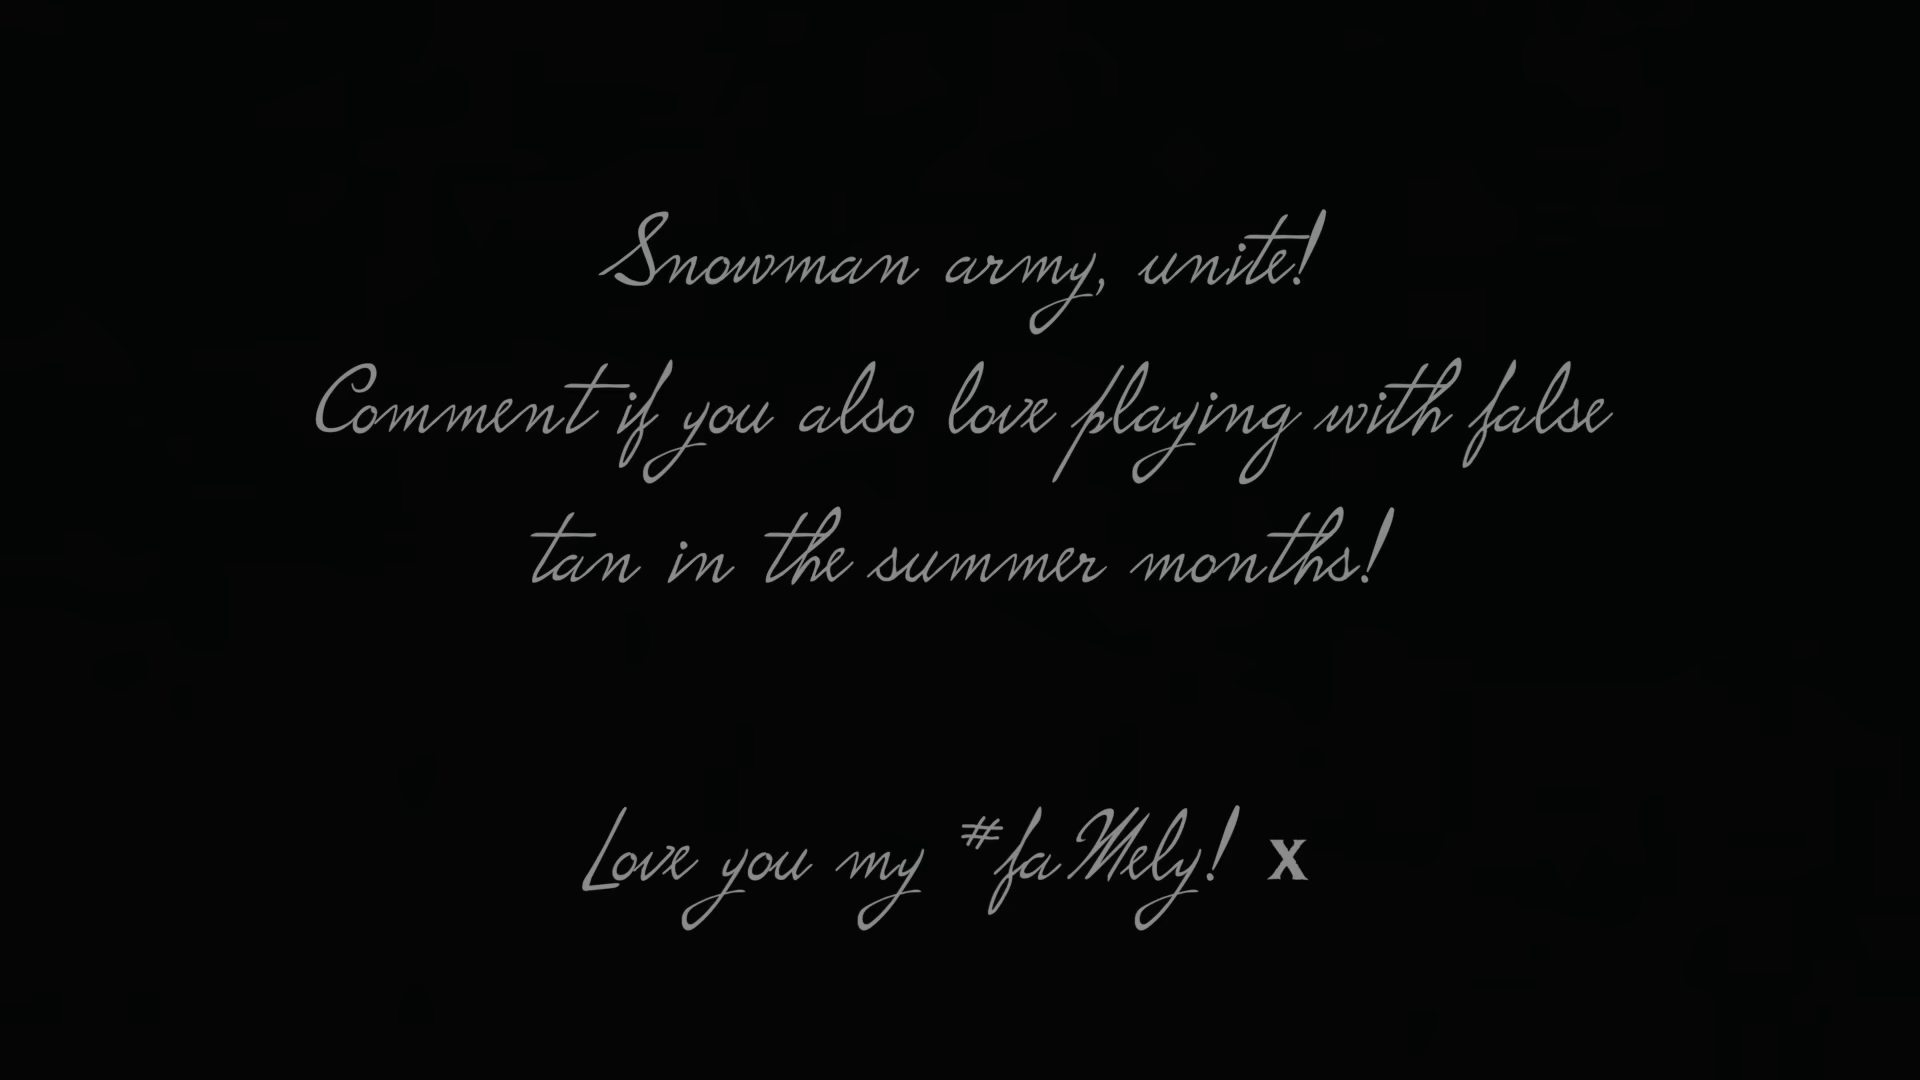 Snowman army, unite!
Comment if you also love playing with false
tan in the summer months!
Love you my #faMely! x